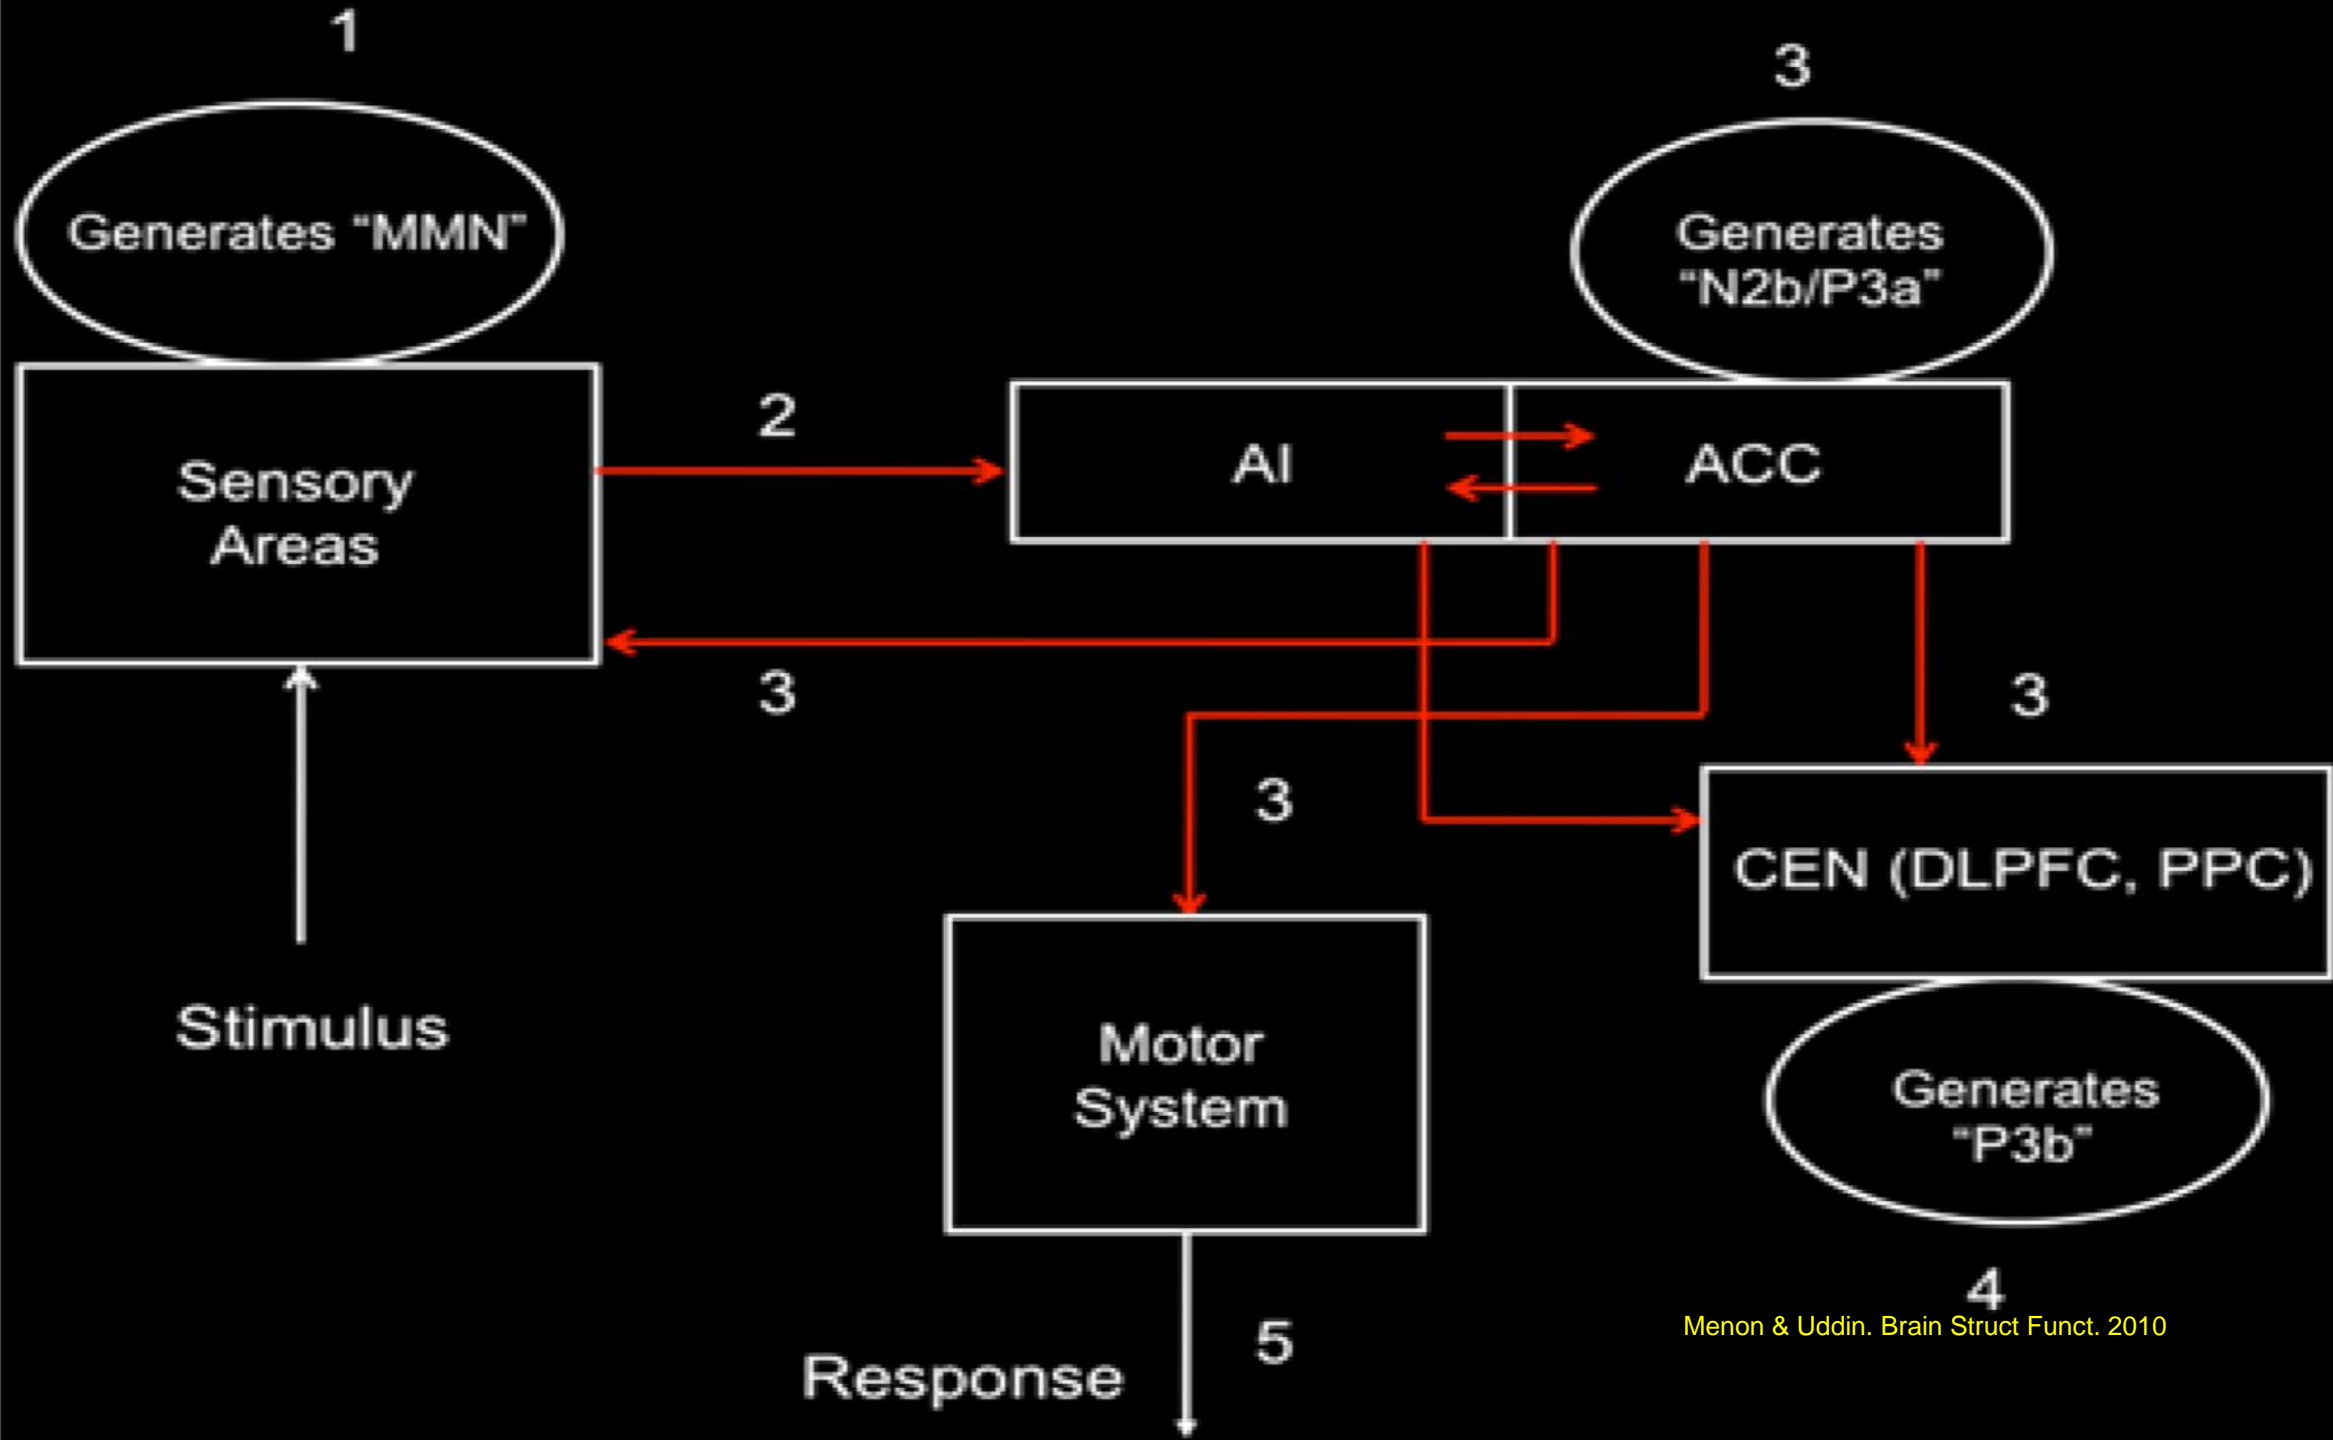 1
3
Generates “MMN”
Generates
“N2b/P3a”
2
Sensory
Areas
AI
ACC
3
3
3
CEN (DLPFC, PPC)
Stimulus
Motor
System
Generates
“P3b”
4
Menon & Uddin. Brain Struct Funct. 2010
5
Response